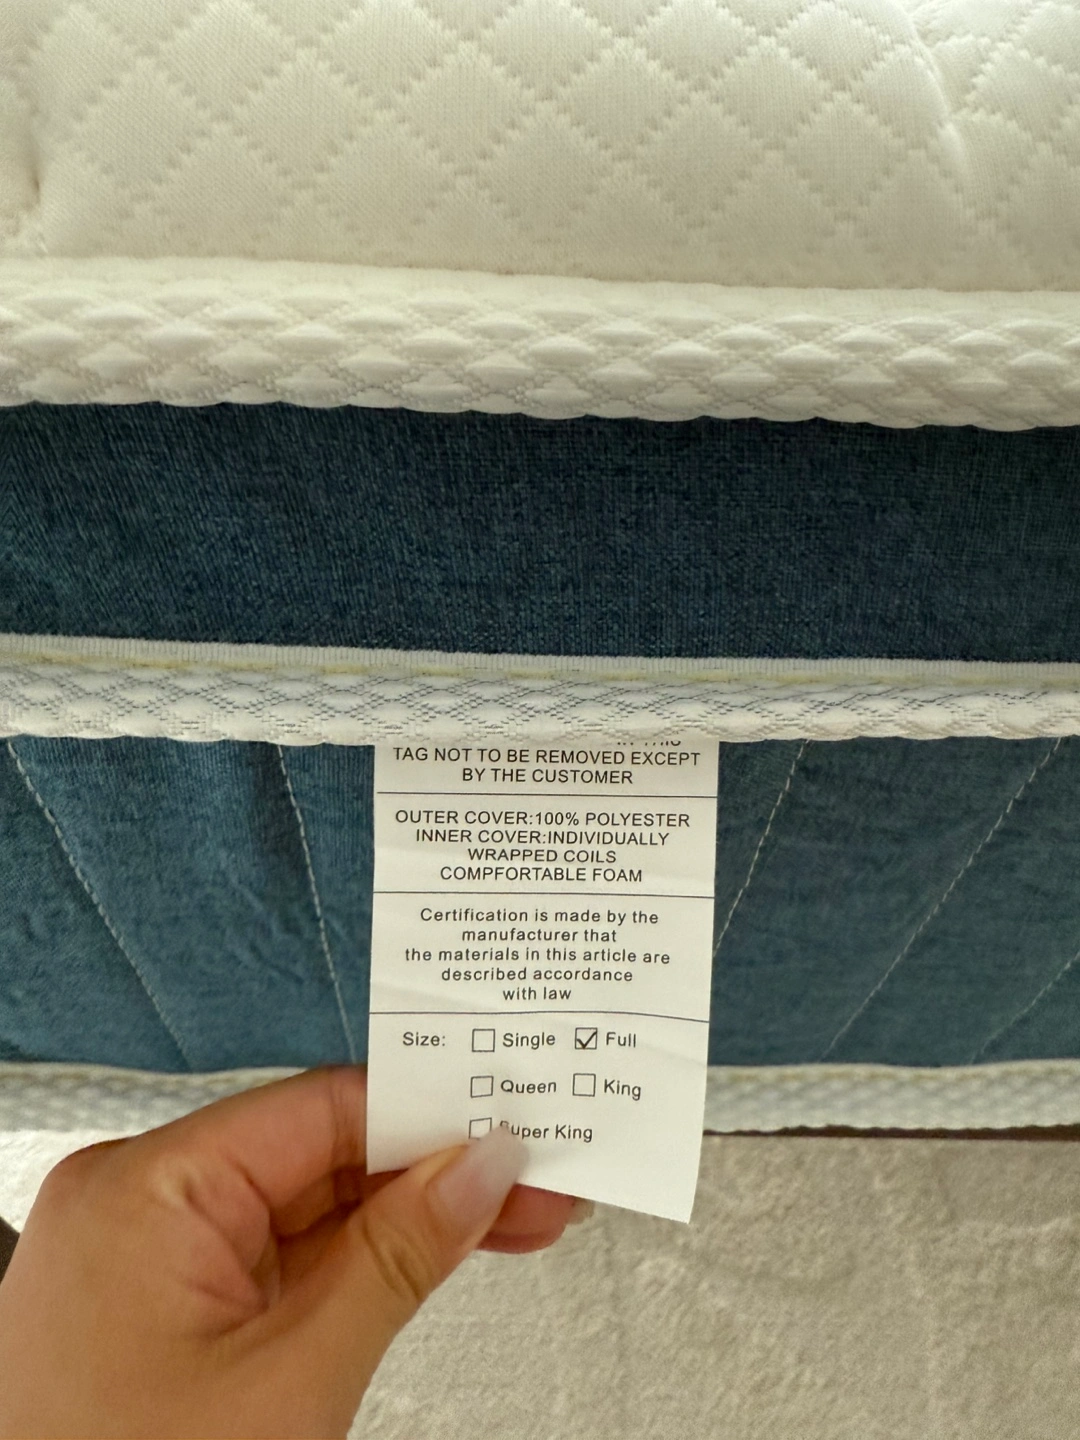 TAG NOT TO BE REMOVED EXCEPT
BY THE CUSTOMER
OUTER COVER:100% POLYESTER
INNER COVER:INDIVIDUALLY
WRAPPED COILS
COMPFORTABLE FOAM
Certification is made by the
manufacturer that
the materials in this article are
described accordance
with law
Size: Single Full
Queen King
Super King